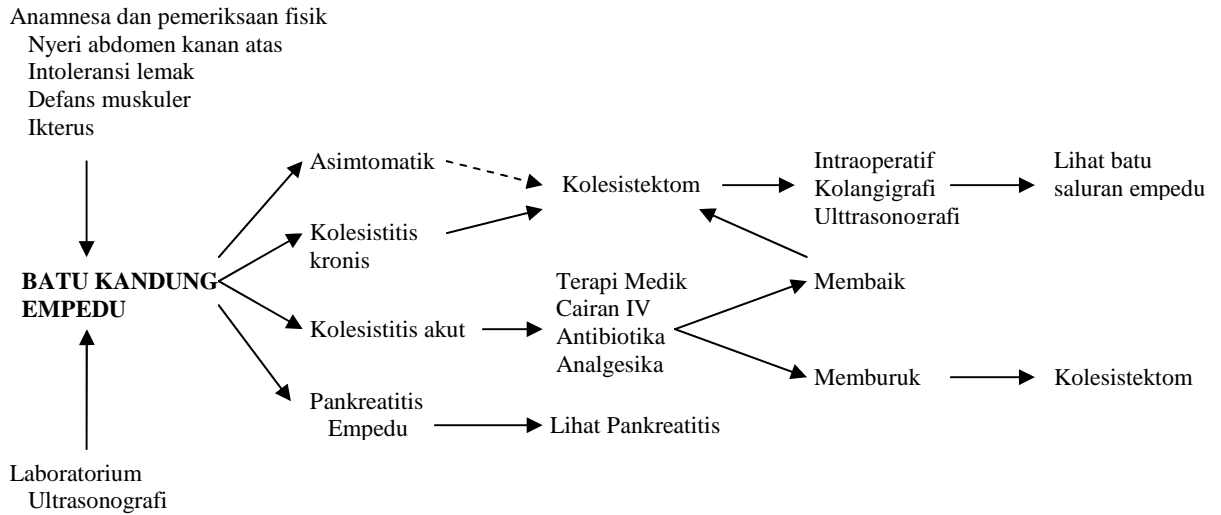 Anamnesa dan pemeriksaan fisik
Nyeri abdomen kanan atas
Intoleransi lemak
Defans muskuler
Ikterus
BATU KANDUNG
EMPEDU
Laboratorium
Ultrasonografi
Asimtomatik
Kolesistitis
kronis
Kolesistitis akut
Pankreatitis
Empedu
Kolesistektom
Terapi Medik
Cairan IV
Antibiotika
Analgesika
Lihat Pankreatitis
Intraoperatif
Kolangigrafi
Ulttrasonografi
Membaik
Memburuk
Lihat batu
saluran empedu
Kolesistektom